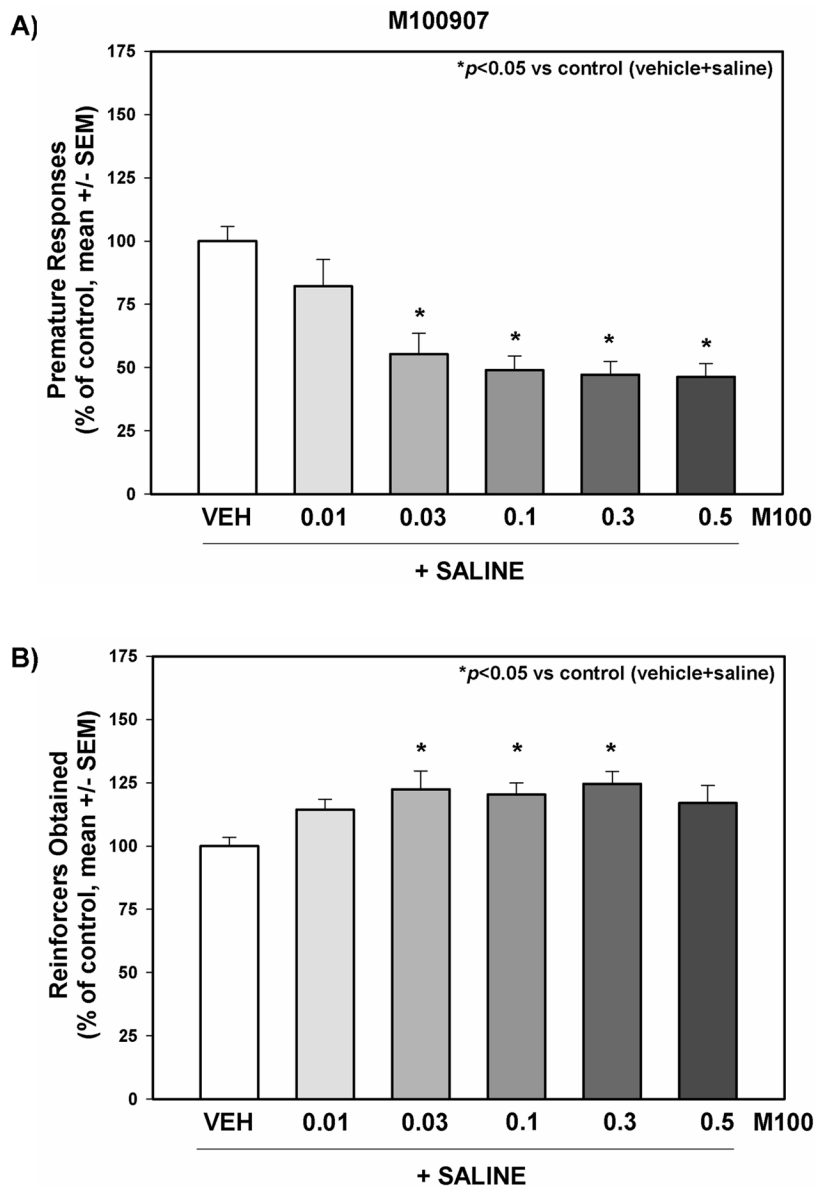 M100907
A)
*p<0.05 vs control (vehicle+saline)
Premature Responses
(% of control, mean +/- SEM)
175
150
125
100
75
50
25
0
* * * *
VEH 0.01 0.03 0.1 0.3 0.5 M100
+ SALINE
B)
*p<0.05 vs control (vehicle+saline)
Reinforcers Obtained
(% of control, mean +/- SEM)
175
150
125
100
75
50
25
0
* * *
VEH 0.01 0.03 0.1 0.3 0.5 M100
+ SALINE